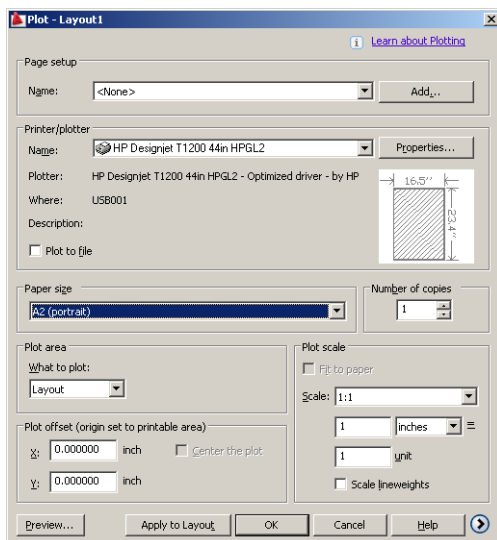 Plot - Layout1
Learn about Plotting
Page setup
Name: <None> Add...
Printer/plotter
Name: HP Designjet T1200 44in HPGL2 Properties...
Plotter: HP Designjet T1200 44in HPGL2 - Optimized driver - by HP
Where: USB001
Description:
Plot to file
16.5"
23.4"
Paper size
A2 (portrait)
Number of copies
1
Plot area
What to plot:
Layout
Plot scale
Fit to paper
Scale: 1:1
1 inches =
1 unit
Scale lineweights
Plot offset (origin set to printable area)
X: 0.000000 inch Center the plot
Y: 0.000000 inch
Preview... Apply to Layout OK Cancel Help